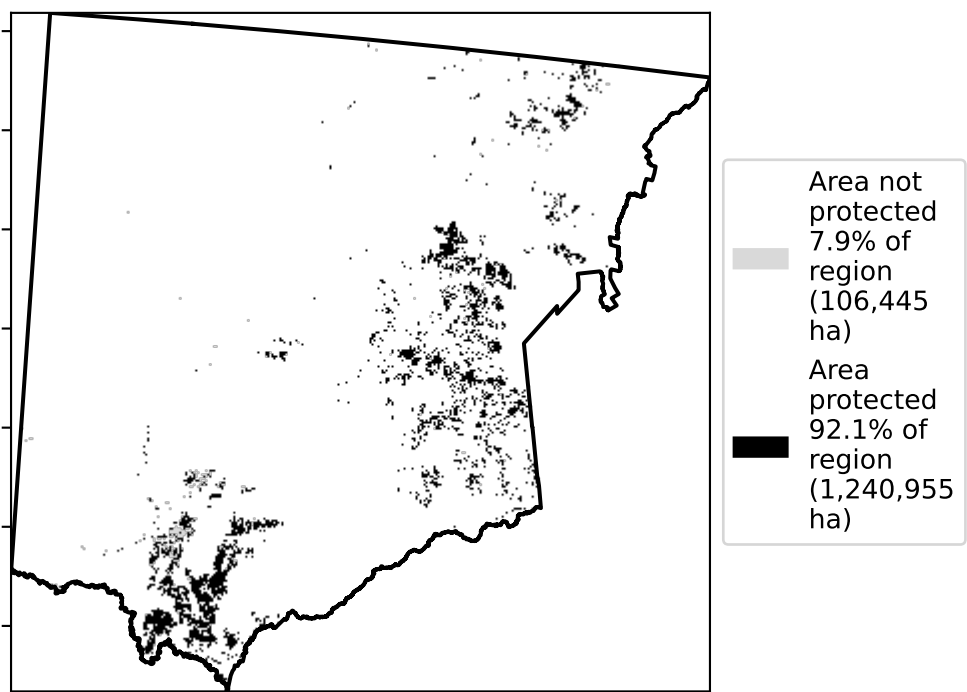 Area not
protected
7.9% of
region
(106,445
ha)
Area
protected
92.1% of
region
(1,240,955
ha)